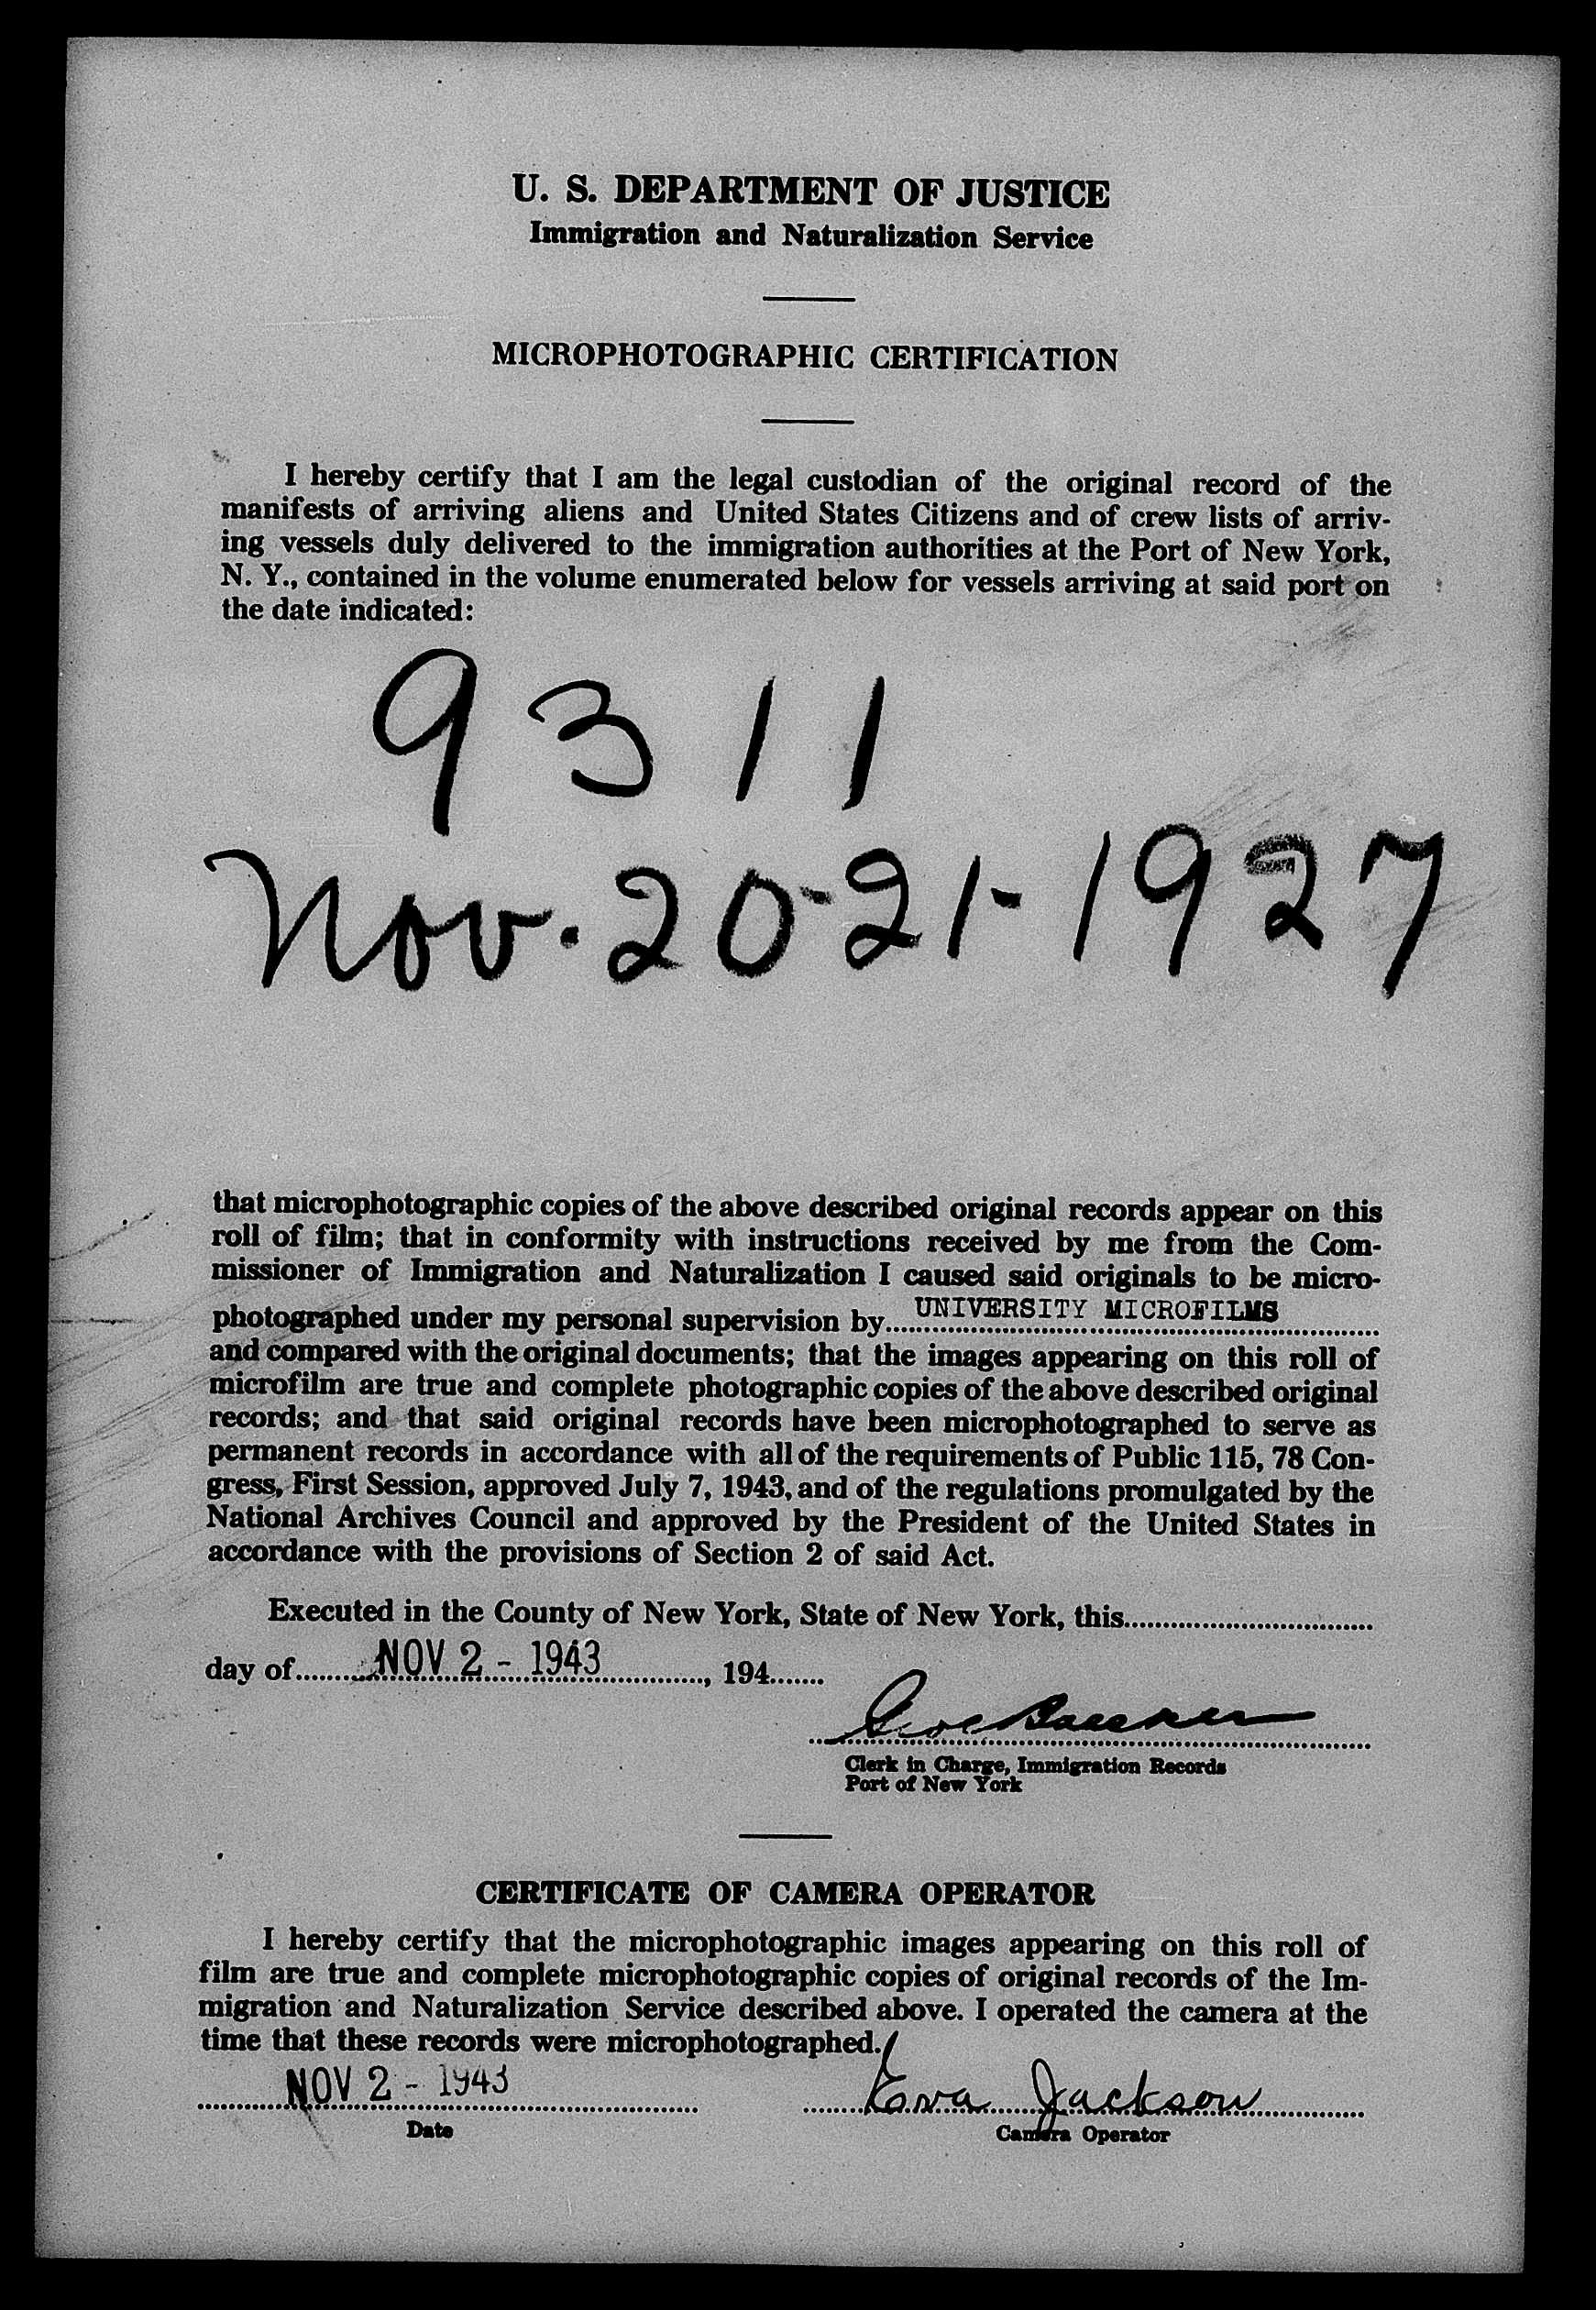 U. S. DEPARTMENT OF JUSTICE
Immigration and Naturalization Service
MICROPHOTOGRAPHIC CERTIFICATION
I hereby certify that I am the legal custodian of the original record of the
manifests of arriving aliens and United States Citizens and of crew lists of arriv-
ing vessels duly delivered to the immigration authorities at the Port of New York,
N. Y., contained in the volume enumerated below for vessels arriving at said port on
the date indicated:
9311
Nov. 20-21-1927
that microphotographic copies of the above described original records appear on this
roll of film; that in conformity with instructions received by me from the Com-
missioner of Immigration and Naturalization I caused said originals to be micro-
photographed under my personal supervision by UNIVERSITY MICROFILMS
and compared with the original documents; that the images appearing on this roll of
microfilm are true and complete photographic copies of the above described original
records; and that said original records have been microphotographed to serve as
permanent records in accordance with all of the requirements of Public 115, 78 Con-
gress, First Session, approved July 7, 1943, and of the regulations promulgated by the
National Archives Council and approved by the President of the United States in
accordance with the provisions of Section 2 of said Act.
Executed in the County of New York, State of New York, this
day of NOV 2 - 1943, 194
Clerk in Charge, Immigration Records
Port of New York
CERTIFICATE OF CAMERA OPERATOR
I hereby certify that the microphotographic images appearing on this roll of
film are true and complete microphotographic copies of original records of the Im-
migration and Naturalization Service described above. I operated the camera at the
time that these records were microphotographed.
NOV 2 - 1943 Jackson
Date Camera Operator